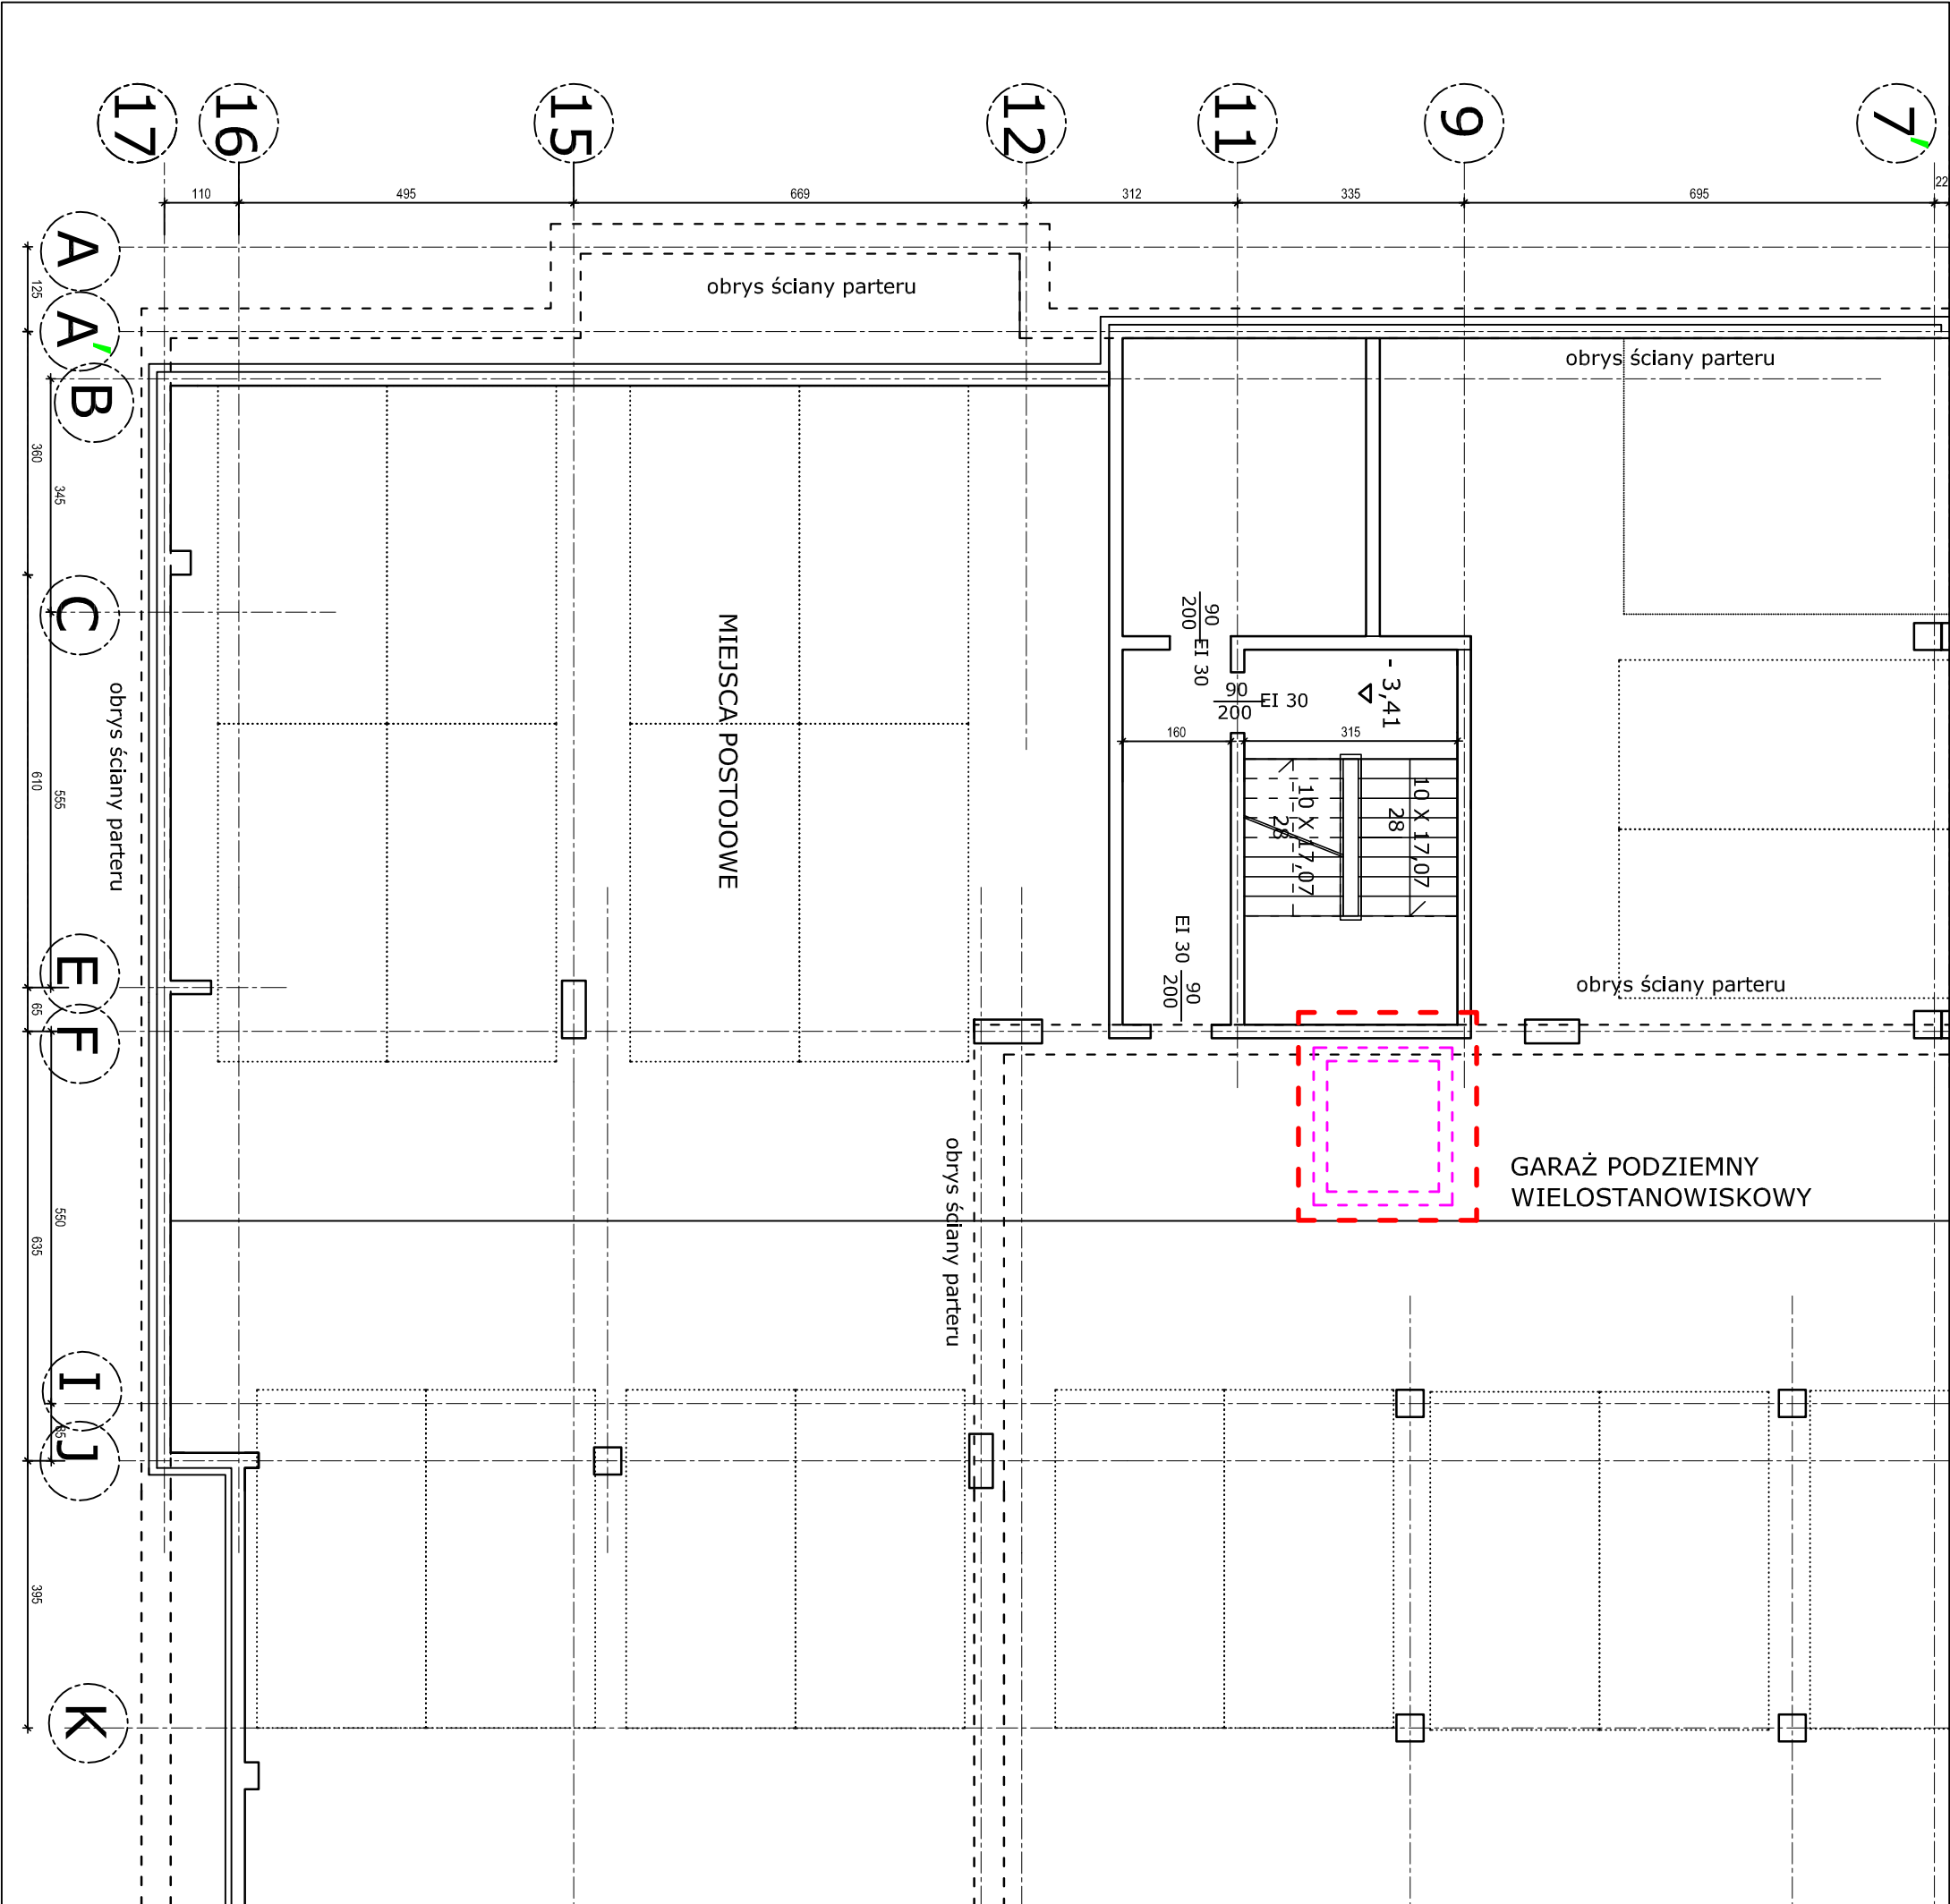 17
16
15
12
11
9
7'
110
495
669
312
335
695
22
A
125
A'
B
obrys ściany parteru
obrys ściany parteru
360
345
C
90
200
EI 30
90
200
EI 30
- 3,41
160
315
MIEJSCA POSTOJOWE
obrys ściany parteru
610
555
10 X 17,07
28
10 X 17,07
28
EI 30
90
200
E
65
F
obrys ściany parteru
obrys ściany parteru
GARAŻ PODZIEMNY
WIELOSTANOWISKOWY
550
635
I
85
J
395
K